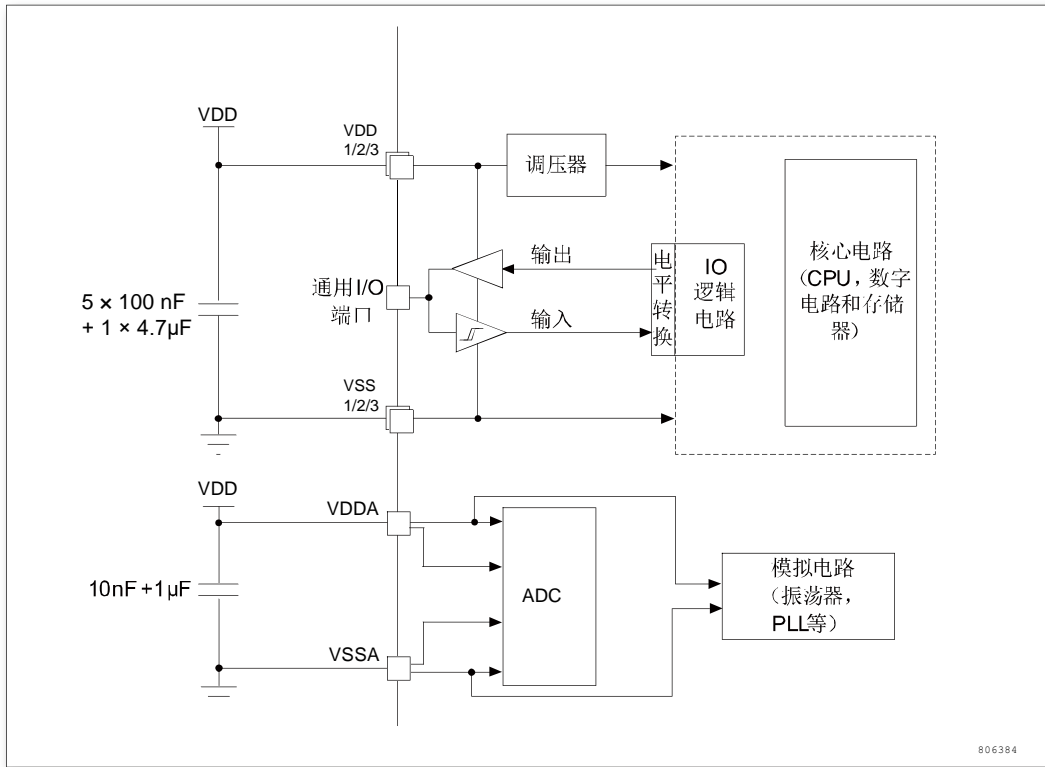 VDD
VDD
1/2/3
调压器
5 × 100 nF
+ 1 × 4.7µF
通用I/O
端口
输出
输入
电
平
转
换
IO
逻辑
电路
核心电路
(CPU，数字
电路和存储
器)
VSS
1/2/3
VDD
VDDA
10nF +1µF
ADC
模拟电路
(振荡器，
PLL等)
VSSA
806384